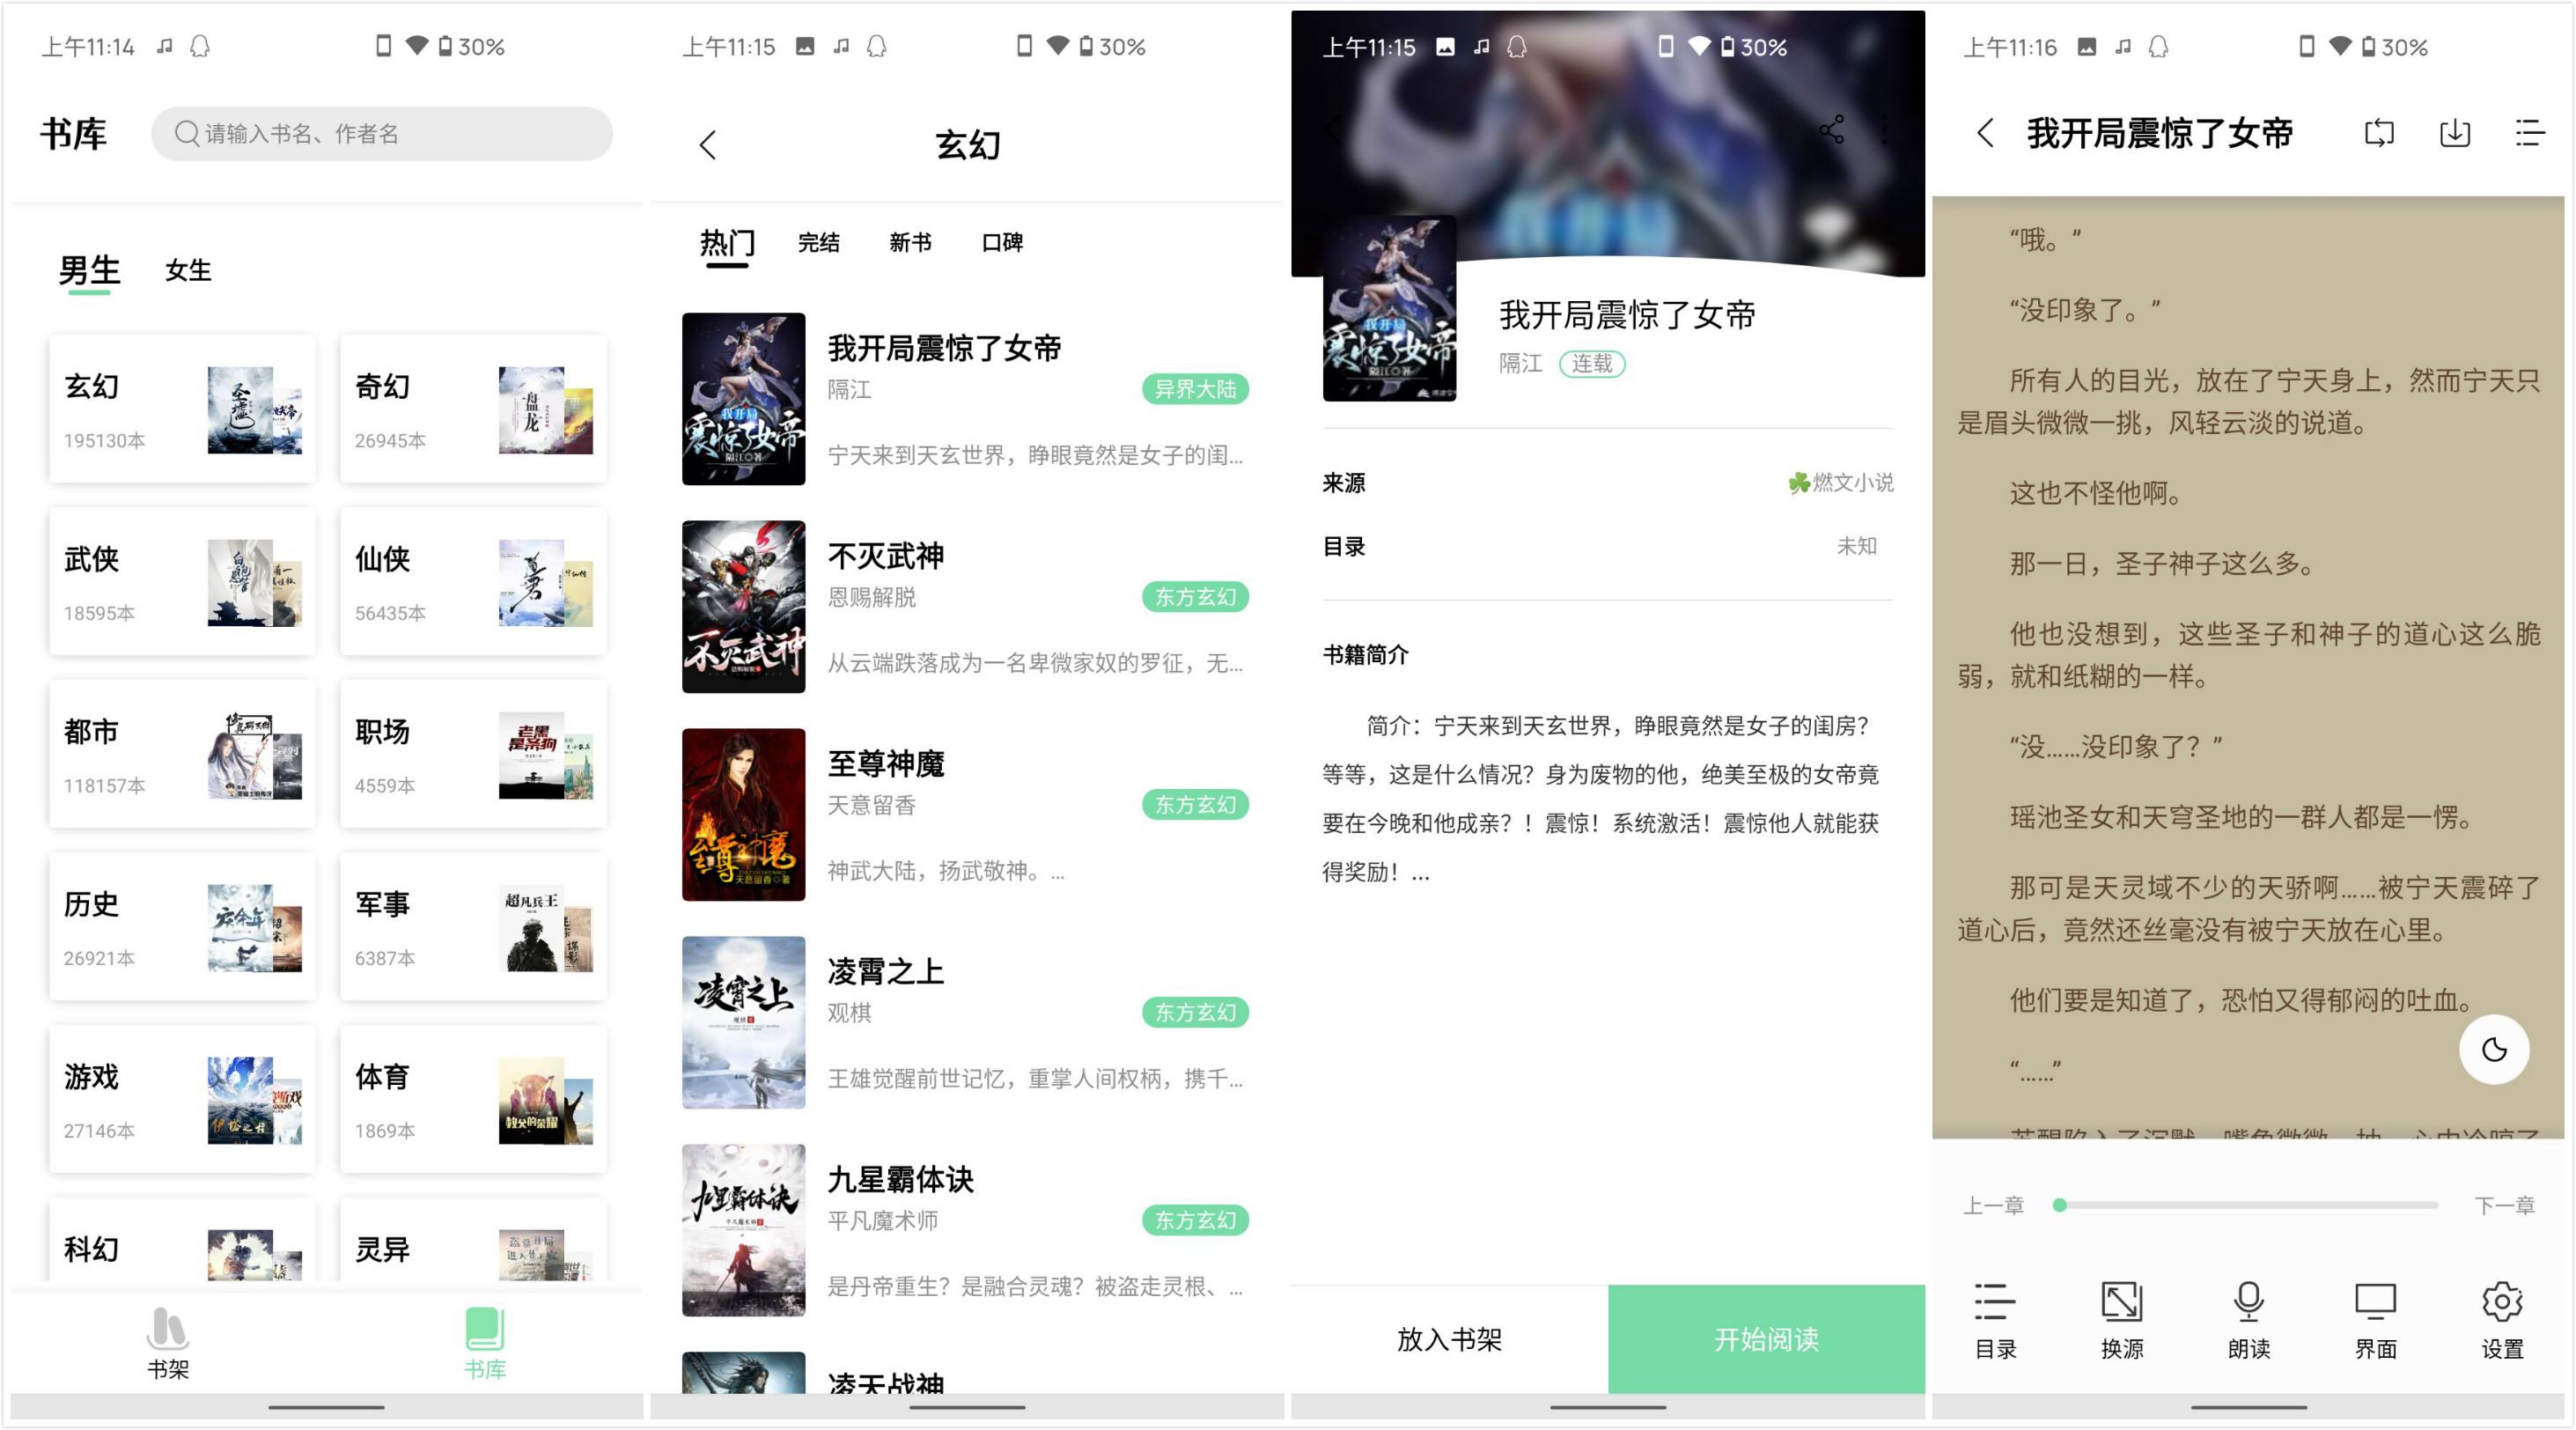 上午11:14
30%
书库
请输入书名、作者名
男生
女生
玄幻
195130本
奇幻
26945本
武侠
18595本
仙侠
56435本
都市
118157本
职场
4559本
历史
26921本
军事
6387本
游戏
27146本
体育
1869本
科幻
灵异
书架
书库
上午11:15
30%
玄幻
热门
完结
新书
口碑
我开局震惊了女帝
隔江
异界大陆
宁天来到天玄世界，睁眼竟然是女子的闺...
不灭武神
恩赐解脱
东方玄幻
从云端跌落成为一名卑微家奴的罗征，无...
至尊神魔
天意留香
东方玄幻
神武大陆，扬武敬神。...
凌霄之上
观棋
东方玄幻
王雄觉醒前世记忆，重掌人间权柄，携千...
九星霸体诀
平凡魔术师
东方玄幻
是丹帝重生？是融合灵魂？被盗走灵根、...
凌天战神
上午11:15
30%
我开局震惊了女帝
隔江
连载
来源
☘️燃文小说
目录
未知
书籍简介
简介：宁天来到天玄世界，睁眼竟然是女子的闺房？
等等，这是什么情况？身为废物的他，绝美至极的女帝竟
要在今晚和他成亲？！震惊！系统激活！震惊他人就能获
得奖励！...
放入书架
开始阅读
上午11:16
30%
我开局震惊了女帝
“哦。”
“没印象了。”
所有人的目光，放在了宁天身上，然而宁天只
是眉头微微一挑，风轻云淡的说道。
这也不怪他啊。
那一日，圣子神子这么多。
他也没想到，这些圣子和神子的道心这么脆
弱，就和纸糊的一样。
“没……没印象了？”
瑶池圣女和天穹圣地的一群人都是一愣。
那可是天灵域不少的天骄啊……被宁天震碎了
道心后，竟然还丝毫没有被宁天放在心里。
他们要是知道了，恐怕又得郁闷的吐血。
“……”
上一章
下一章
目录
换源
朗读
界面
设置